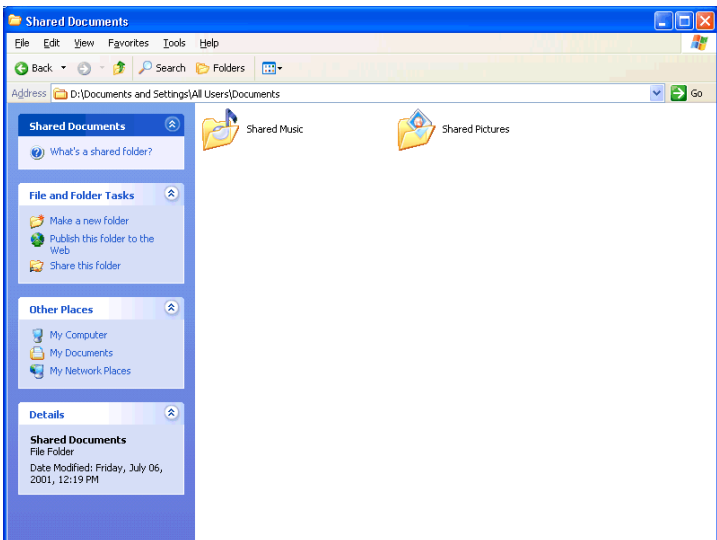 Shared Documents
File Edit View Favorites Tools Help
Back Search Folders
Address D:\Documents and Settings\All Users\Documents Go
Shared Documents
What's a shared folder?
File and Folder Tasks
Make a new folder
Publish this folder to the
Web
Share this folder
Other Places
My Computer
My Documents
My Network Places
Details
Shared Documents
File Folder
Date Modified: Friday, July 06,
2001, 12:19 PM
Shared Music
Shared Pictures